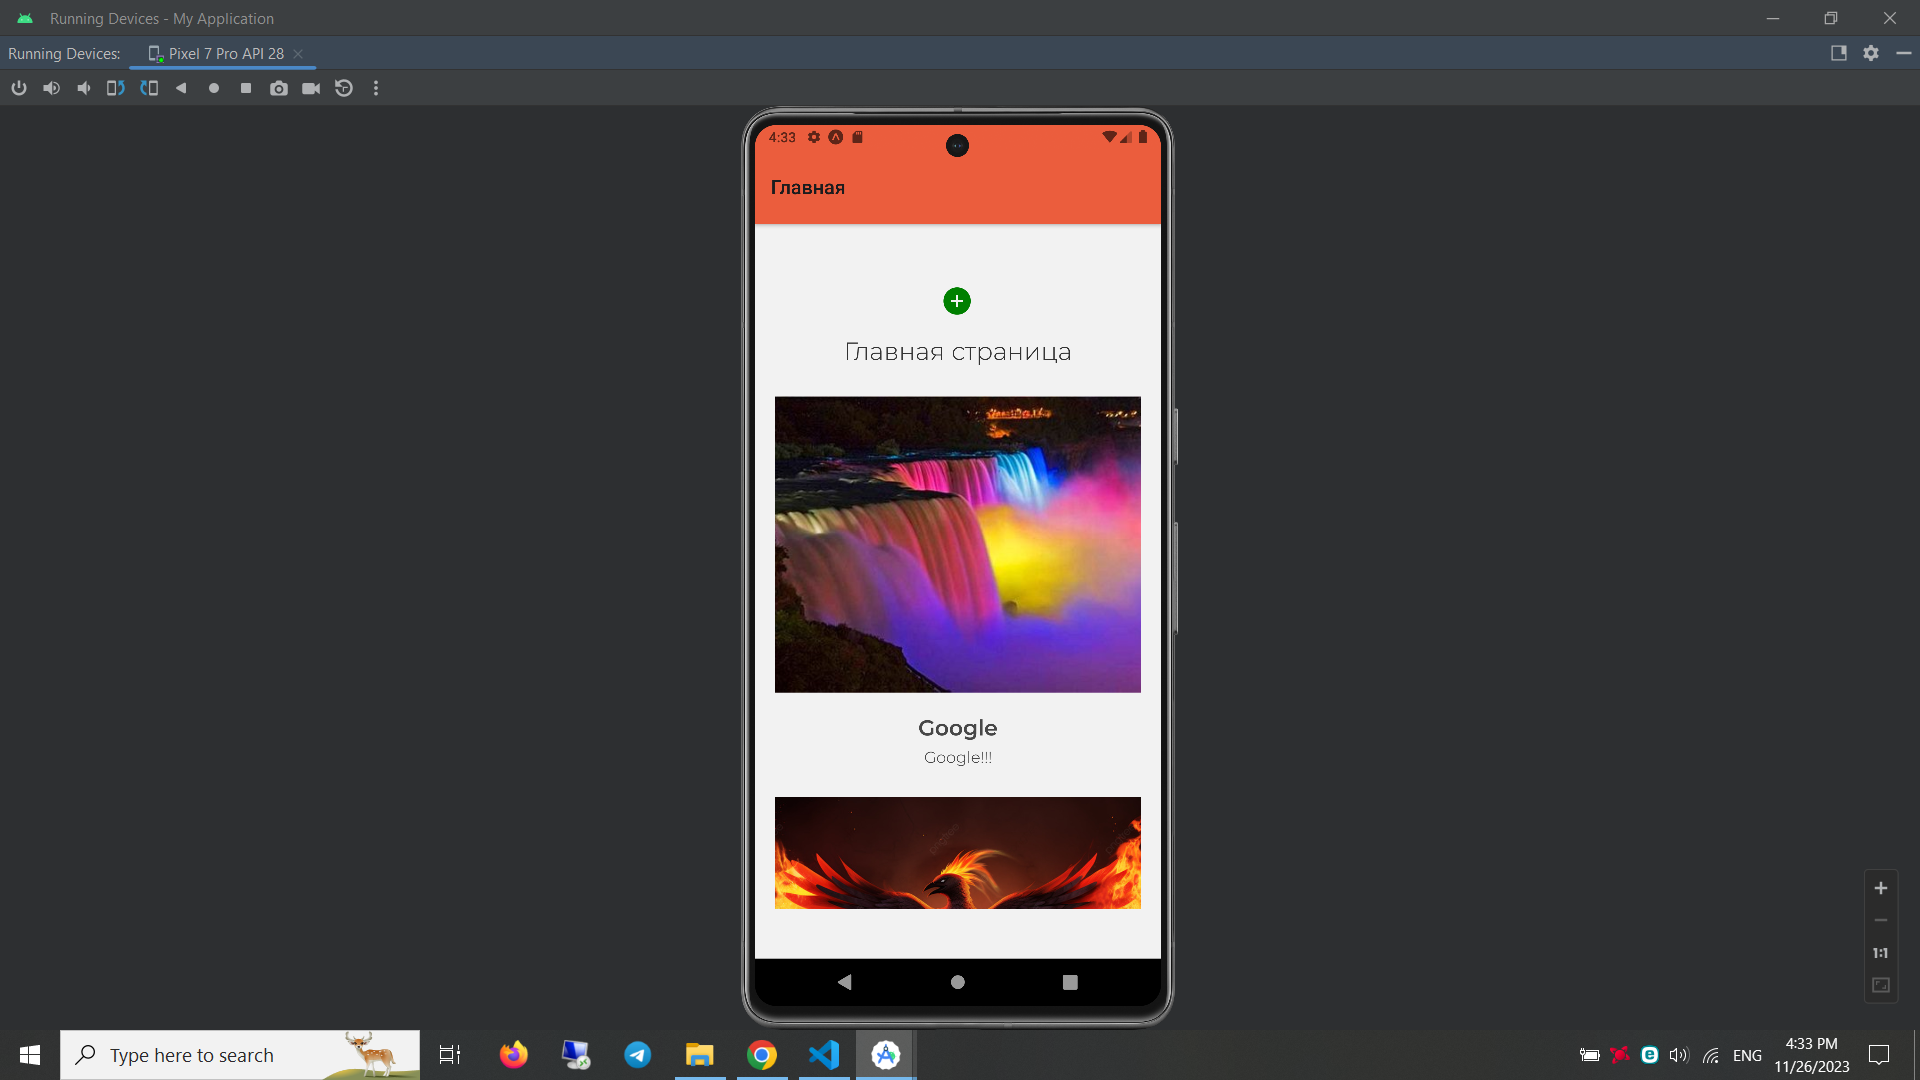 Running Devices - My Application
Running Devices:
Pixel 7 Pro API 28
4:33
Главная
Главная страница
Google
Google!!!
1:1
Type here to search
ENG
4:33 PM
11/26/2023